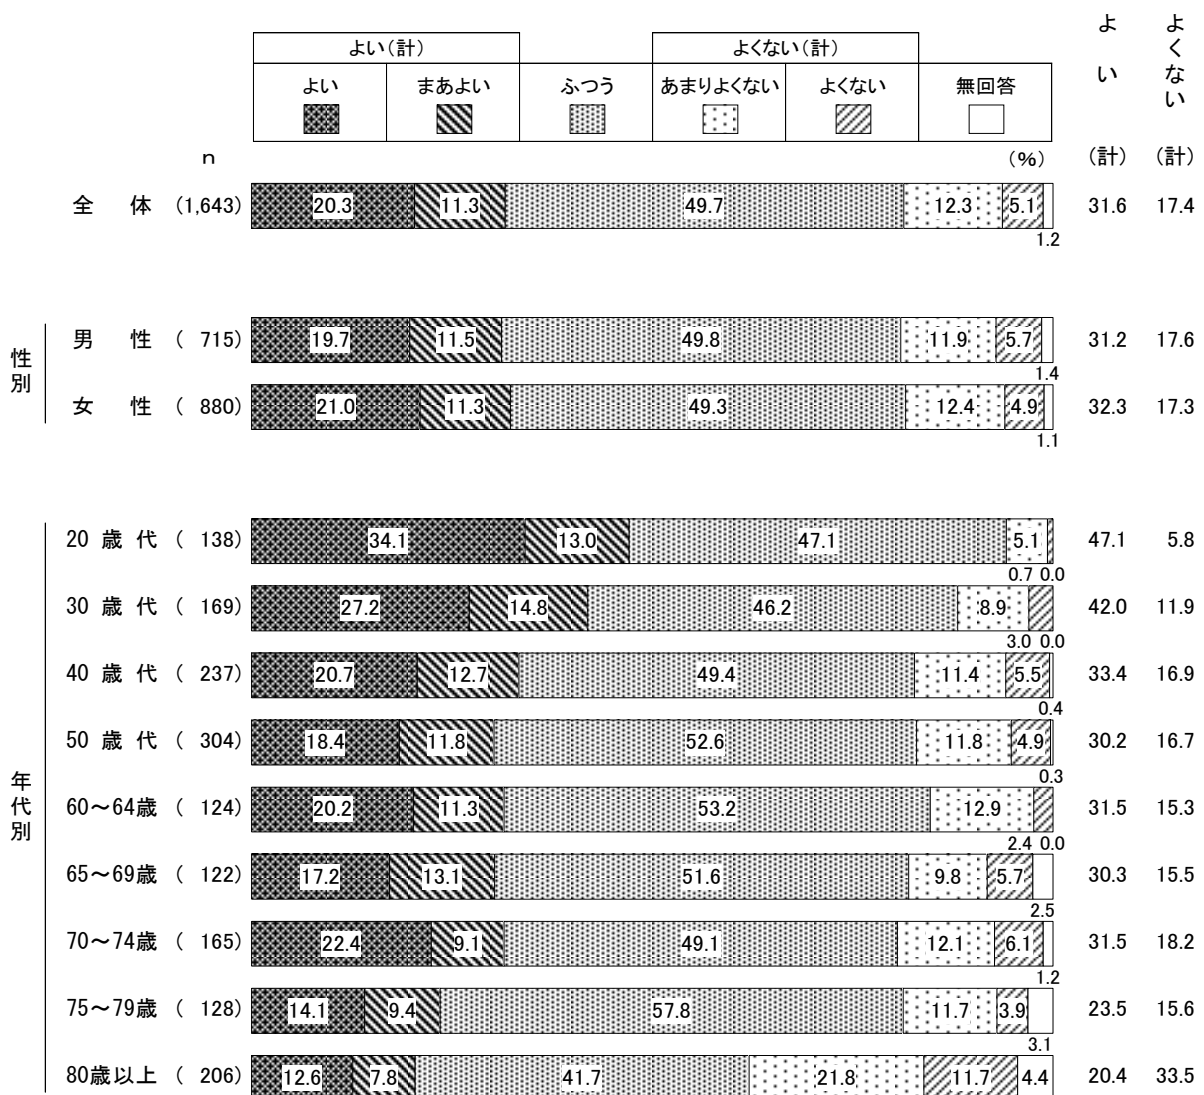 よい（計） よくない（計） よい よくない
よい まあよい ふつう あまりよくない よくない 無回答
n （%） （計） （計）
全 体 （1,643） 20.3 11.3 49.7 12.3 5.1 31.6 17.4
1.2
性別
男 性 （ 715） 19.7 11.5 49.8 11.9 5.7 31.2 17.6
1.4
女 性 （ 880） 21.0 11.3 49.3 12.4 4.9 32.3 17.3
1.1
年代別
20 歳 代 （ 138） 34.1 13.0 47.1 5.1 47.1 5.8
0.7 0.0
30 歳 代 （ 169） 27.2 14.8 46.2 8.9 42.0 11.9
3.0 0.0
40 歳 代 （ 237） 20.7 12.7 49.4 11.4 5.5 33.4 16.9
0.4
50 歳 代 （ 304） 18.4 11.8 52.6 11.8 4.9 30.2 16.7
0.3
60～64歳 （ 124） 20.2 11.3 53.2 12.9 31.5 15.3
2.4 0.0
65～69歳 （ 122） 17.2 13.1 51.6 9.8 5.7 30.3 15.5
2.5
70～74歳 （ 165） 22.4 9.1 49.1 12.1 6.1 31.5 18.2
1.2
75～79歳 （ 128） 14.1 9.4 57.8 11.7 3.9 23.5 15.6
3.1
80歳以上 （ 206） 12.6 7.8 41.7 21.8 11.7 4.4 20.4 33.5